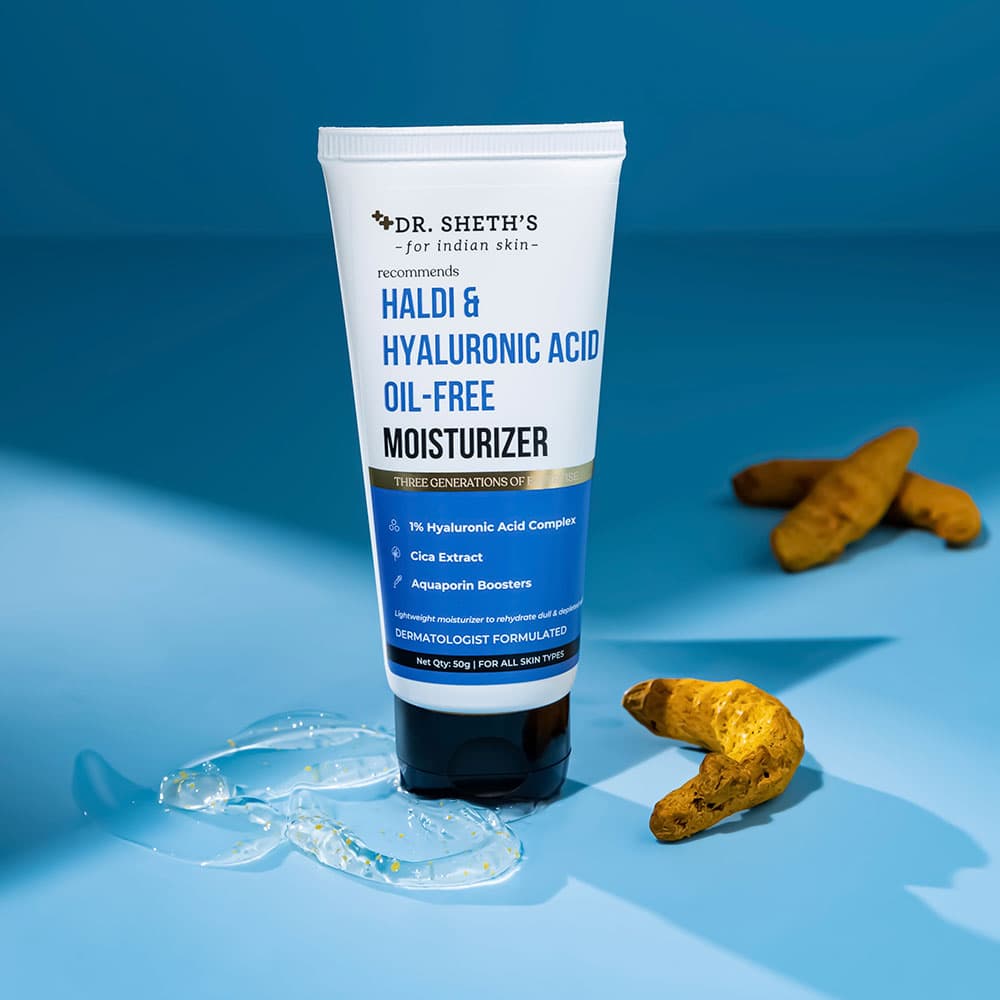 DR. SHETH'S
-for indian skin-
recommends
HALDI &
HYALURONIC ACID
OIL-FREE
MOISTURIZER
THREE GENERATIONS OF
1% Hyaluronic Acid Complex
Cica Extract
Aquaporin Boosters
Lightweight moisturizer to rehydrate dull &
DERMATOLOGIST FORMULATED
Net Qty: 50g | FOR ALL SKIN TYPES